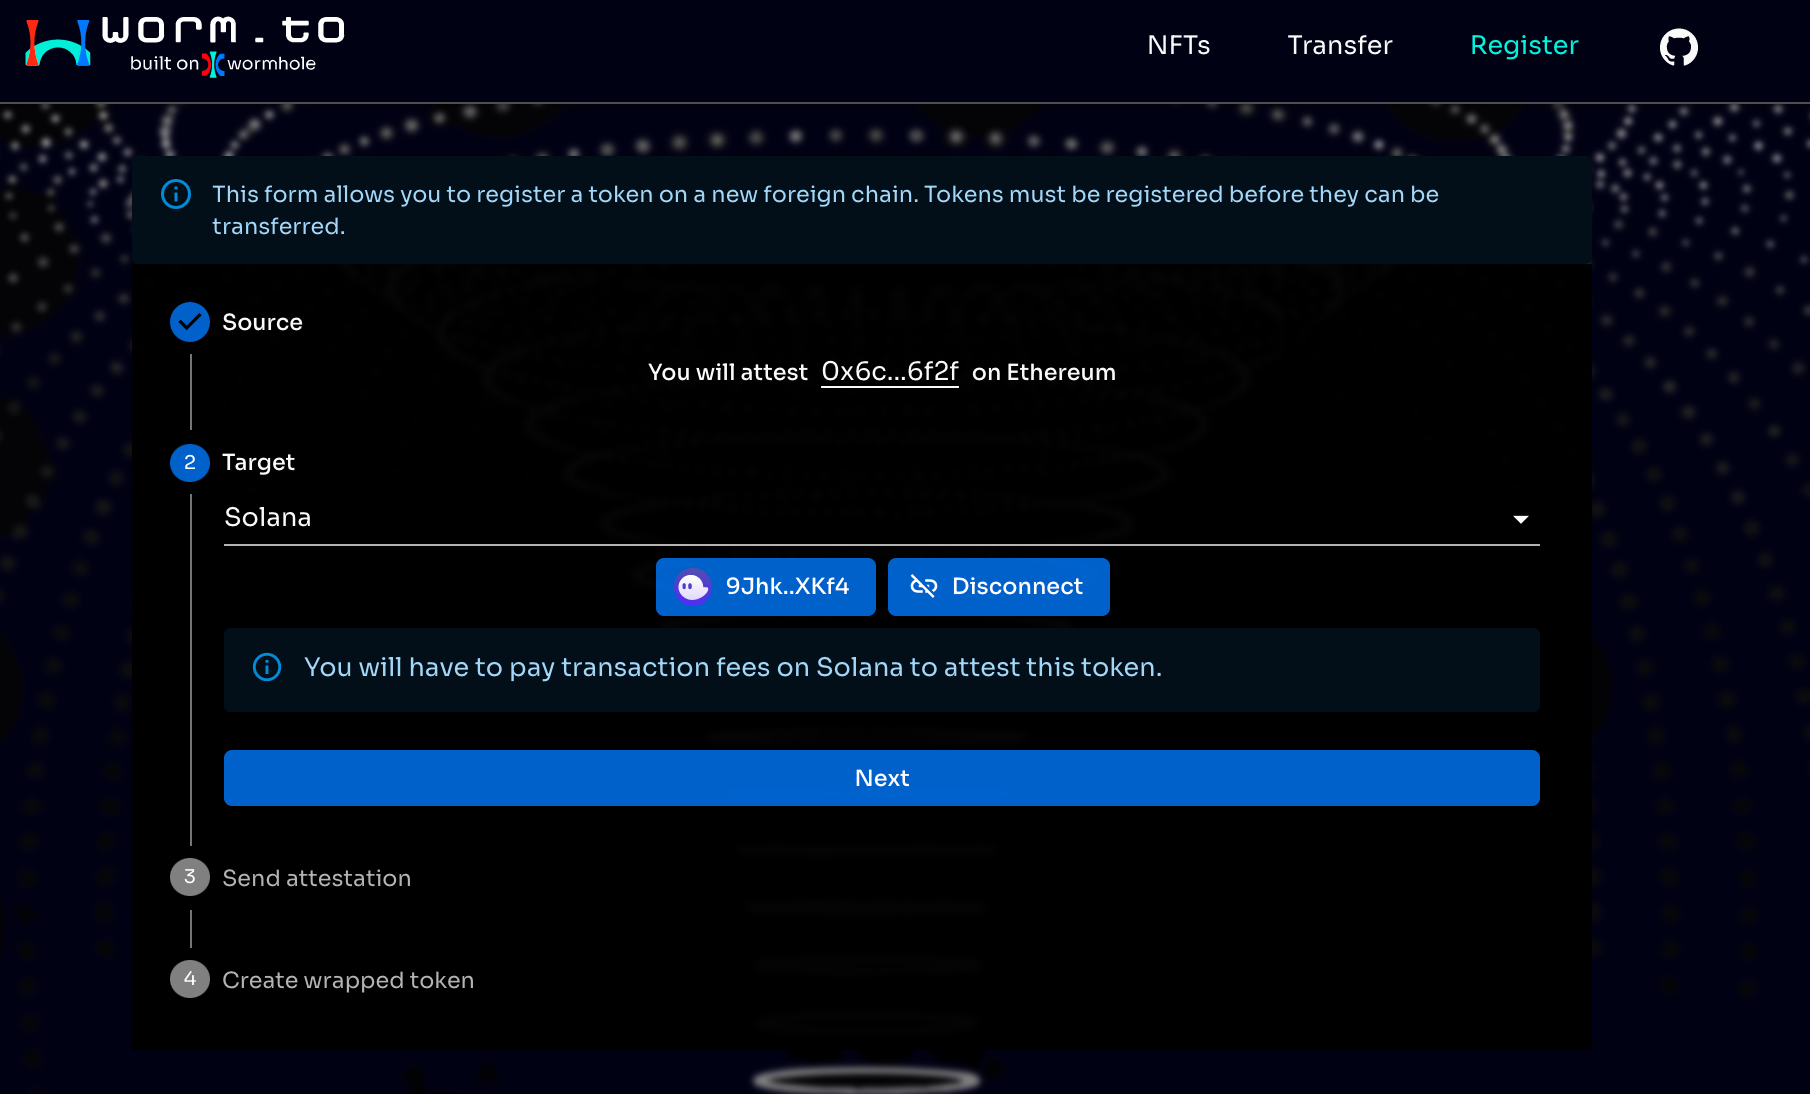 worm.to
built on wormhole
NFTs
Transfer
Register
This form allows you to register a token on a new foreign chain. Tokens must be registered before they can be
transferred.
Source
You will attest 0x6c...6f2f on Ethereum
2 Target
Solana
9Jhk..XKf4
Disconnect
You will have to pay transaction fees on Solana to attest this token.
Next
3 Send attestation
4 Create wrapped token